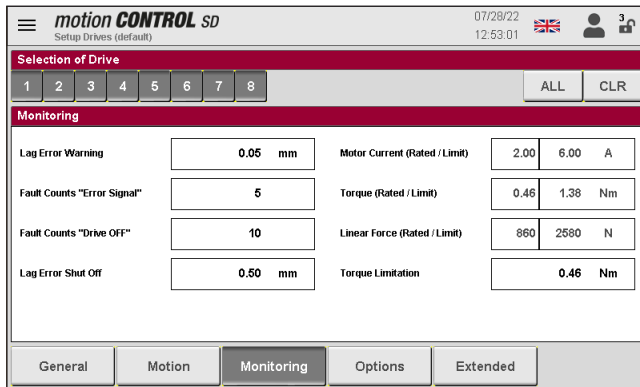 motion CONTROL SD
Setup Drives (default)
07/28/22
12:53:01
3
Selection of Drive
1 2 3 4 5 6 7 8 ALL CLR
Monitoring
Lag Error Warning 0.05 mm Motor Current (Rated / Limit) 2.00 6.00 A
Fault Counts "Error Signal" 5 Torque (Rated / Limit) 0.46 1.38 Nm
Fault Counts "Drive OFF" 10 Linear Force (Rated / Limit) 860 2580 N
Lag Error Shut Off 0.50 mm Torque Limitation 0.46 Nm
General Motion Monitoring Options Extended